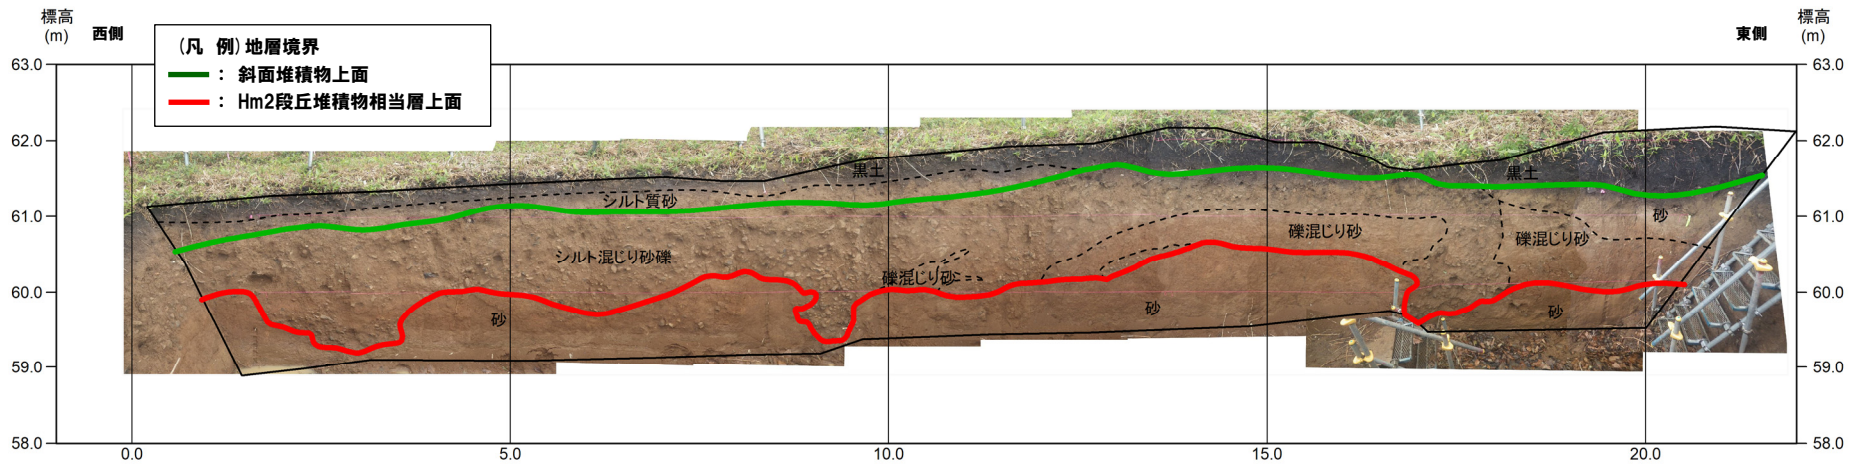 標高
(m)
西側
(凡 例)地層境界
: 斜面堆積物上面
: Hm2段丘堆積物相当層上面
東側
標高
(m)
63.0
62.0
61.0
60.0
59.0
58.0
63.0
62.0
61.0
60.0
59.0
58.0
黒土
黒土
シルト質砂
砂
シルト混じり砂礫
礫混じり砂
礫混じり砂
礫混じり砂
砂
砂
砂
0.0
5.0
10.0
15.0
20.0